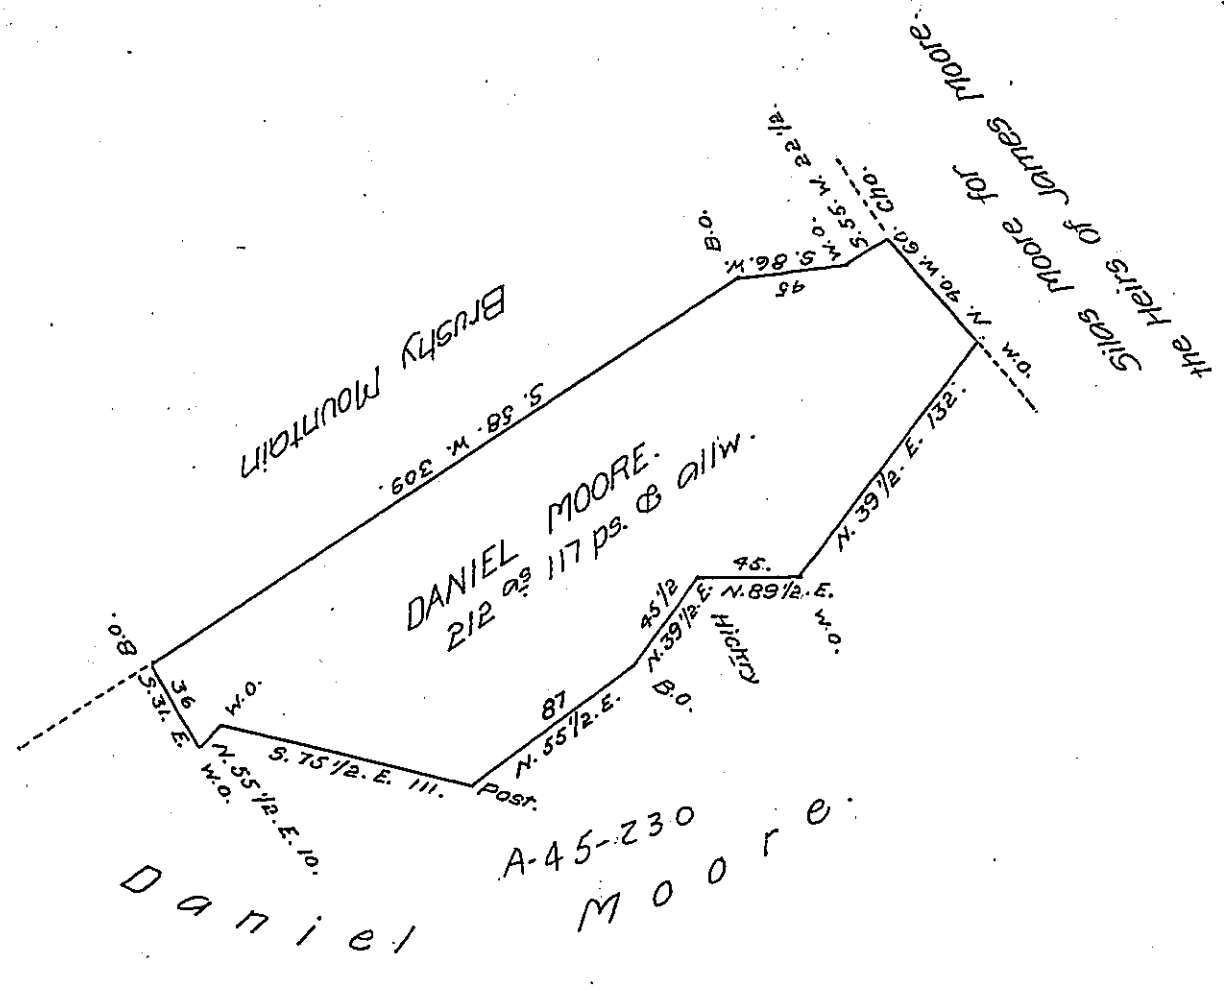 the Heirs of James Moore.
Silas Moore for
Brushy Mountain
B.O.
S. 86. W.
45
W.O.
S. 55. W. 22 1/2.
Cho.
N. 40. W. 60.
W.O.
S. 58. W. 309.
DANIEL MOORE.
212 as 117 ps. & allw.
N. 39 1/2. E. 132.
45.
N. 89 1/2. E.
W.O.
45 1/2
N. 39 1/2. E.
Hickry
B.O.
87
N. 55 1/2. E.
B.O.
36
S. 31. E.
W.O.
W.O.
N. 55 1/2. E. 10.
S. 75 1/2. E. 111.
Post.
A-45-230
Daniel Moore.